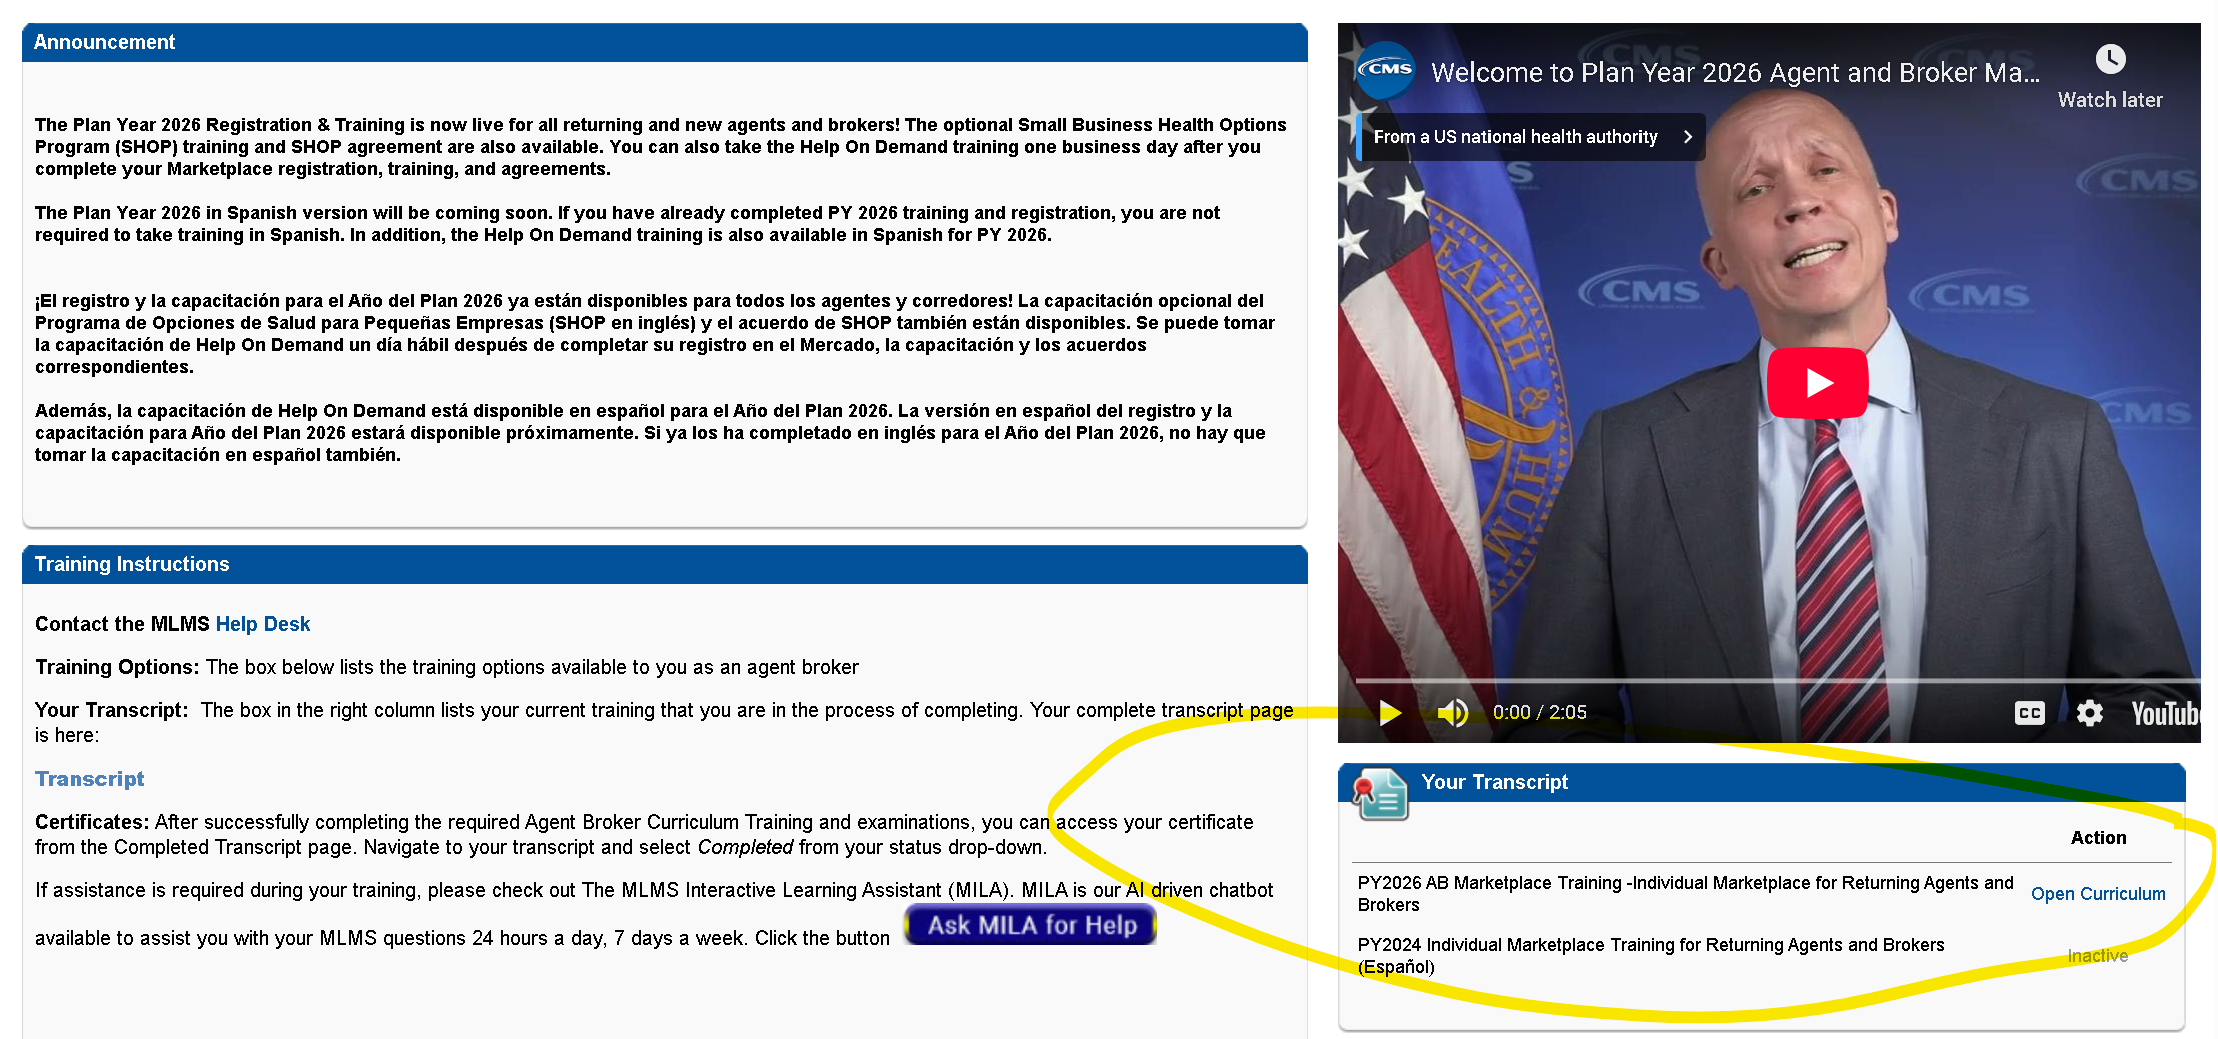 Announcement
The Plan Year 2026 Registration & Training is now live for all returning and new agents and brokers! The optional Small Business Health Options
Program (SHOP) training and SHOP agreement are also available. You can also take the Help On Demand training one business day after you
complete your Marketplace registration, training, and agreements.
The Plan Year 2026 in Spanish version will be coming soon. If you have already completed PY 2026 training and registration, you are not
required to take training in Spanish. In addition, the Help On Demand training is also available in Spanish for PY 2026.
¡El registro y la capacitación para el Año del Plan 2026 ya están disponibles para todos los agentes y corredores! La capacitación opcional del
Programa de Opciones de Salud para Pequeñas Empresas (SHOP en inglés) y el acuerdo de SHOP también están disponibles. Se puede tomar
la capacitación de Help On Demand un día hábil después de completar su registro en el Mercado, la capacitación y los acuerdos
correspondientes.
Además, la capacitación de Help On Demand está disponible en español para el Año del Plan 2026. La versión en español del registro y la
capacitación para Año del Plan 2026 estará disponible próximamente. Si ya los ha completado en inglés para el Año del Plan 2026, no hay que
tomar la capacitación en español también.
Training Instructions
Contact the MLMS Help Desk
Training Options: The box below lists the training options available to you as an agent broker
Your Transcript: The box in the right column lists your current training that you are in the process of completing. Your complete transcript page
is here:
Transcript
Certificates: After successfully completing the required Agent Broker Curriculum Training and examinations, you can access your certificate
from the Completed Transcript page. Navigate to your transcript and select Completed from your status drop-down.
If assistance is required during your training, please check out The MLMS Interactive Learning Assistant (MILA). MILA is our AI driven chatbot
available to assist you with your MLMS questions 24 hours a day, 7 days a week. Click the button Ask MILA for Help
CMS
Welcome to Plan Year 2026 Agent and Broker Ma...
Watch later
From a US national health authority
CMS
CMS
CMS
CMS
CMS
HEALTH & HUM
0:00 / 2:05
CC
YouTub
Your Transcript
Action
PY2026 AB Marketplace Training -Individual Marketplace for Returning Agents and
Brokers
Open Curriculum
PY2024 Individual Marketplace Training for Returning Agents and Brokers
(Español)
Inactive